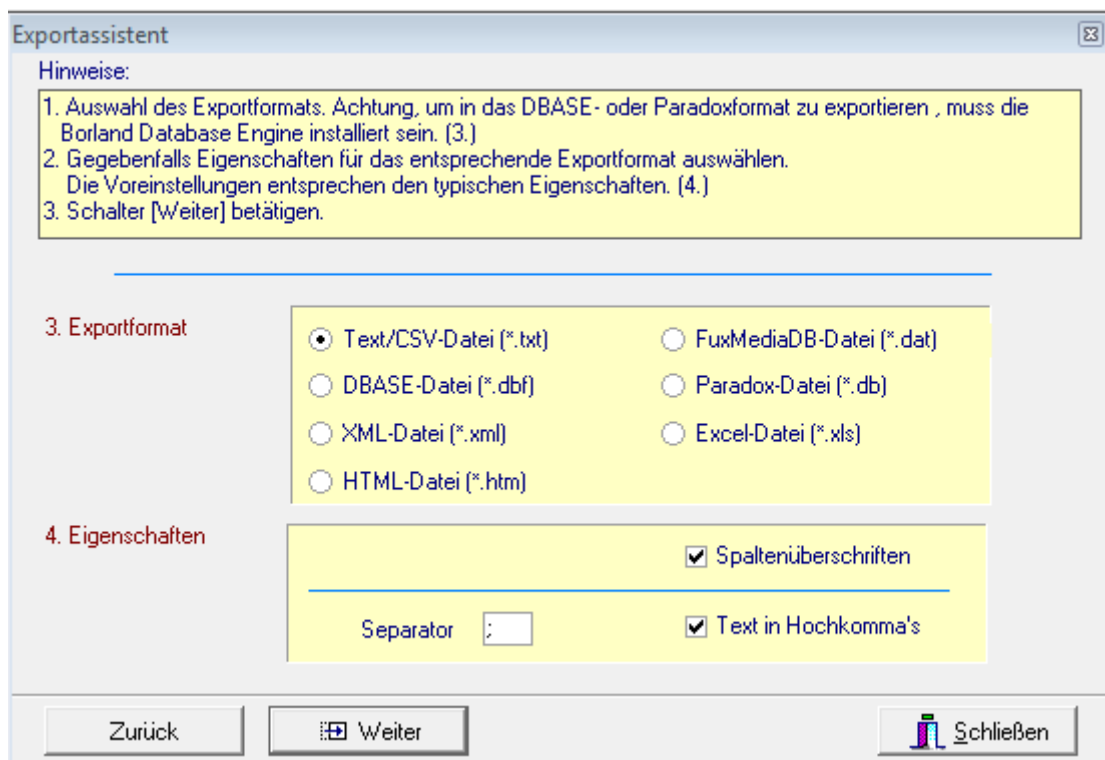 Exportassistent
Hinweise:
1. Auswahl des Exportformats. Achtung, um in das DBASE- oder Paradoxformat zu exportieren , muss die
Borland Database Engine installiert sein. (3.)
2. Gegebenfalls Eigenschaften für das entsprechende Exportformat auswählen.
Die Voreinstellungen entsprechen den typischen Eigenschaften. (4.)
3. Schalter [Weiter] betätigen.
3. Exportformat
Text/CSV-Datei (*.txt)
FuxMediaDB-Datei (*.dat)
DBASE-Datei (*.dbf)
Paradox-Datei (*.db)
XML-Datei (*.xml)
Excel-Datei (*.xls)
HTML-Datei (*.htm)
4. Eigenschaften
Spaltenüberschriften
Separator ;
Text in Hochkomma's
Zurück
Weiter
Schließen